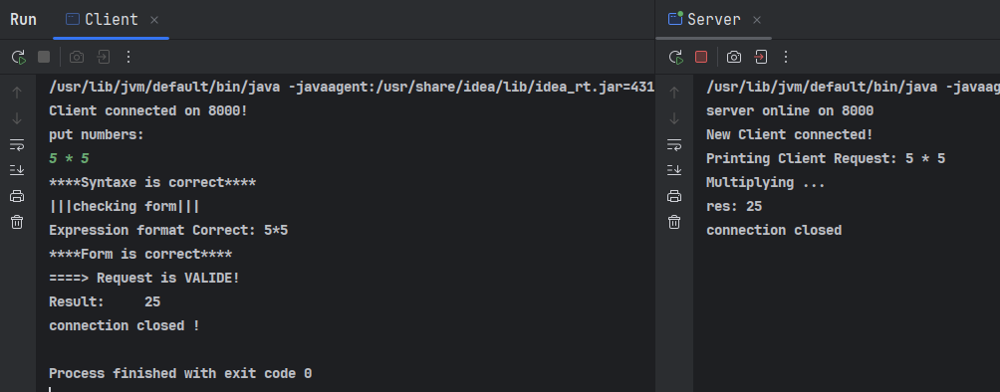 Run
Client
/usr/lib/jvm/default/bin/java -javaagent:/usr/share/idea/lib/idea_rt.jar=431
Client connected on 8000!
put numbers:
5 * 5
****Syntaxe is correct****
|||checking form|||
Expression format Correct: 5*5
****Form is correct****
====> Request is VALIDE!
Result:     25
connection closed !
Process finished with exit code 0
Server
/usr/lib/jvm/default/bin/java -javaag
server online on 8000
New Client connected!
Printing Client Request: 5 * 5
Multiplying ...
res: 25
connection closed